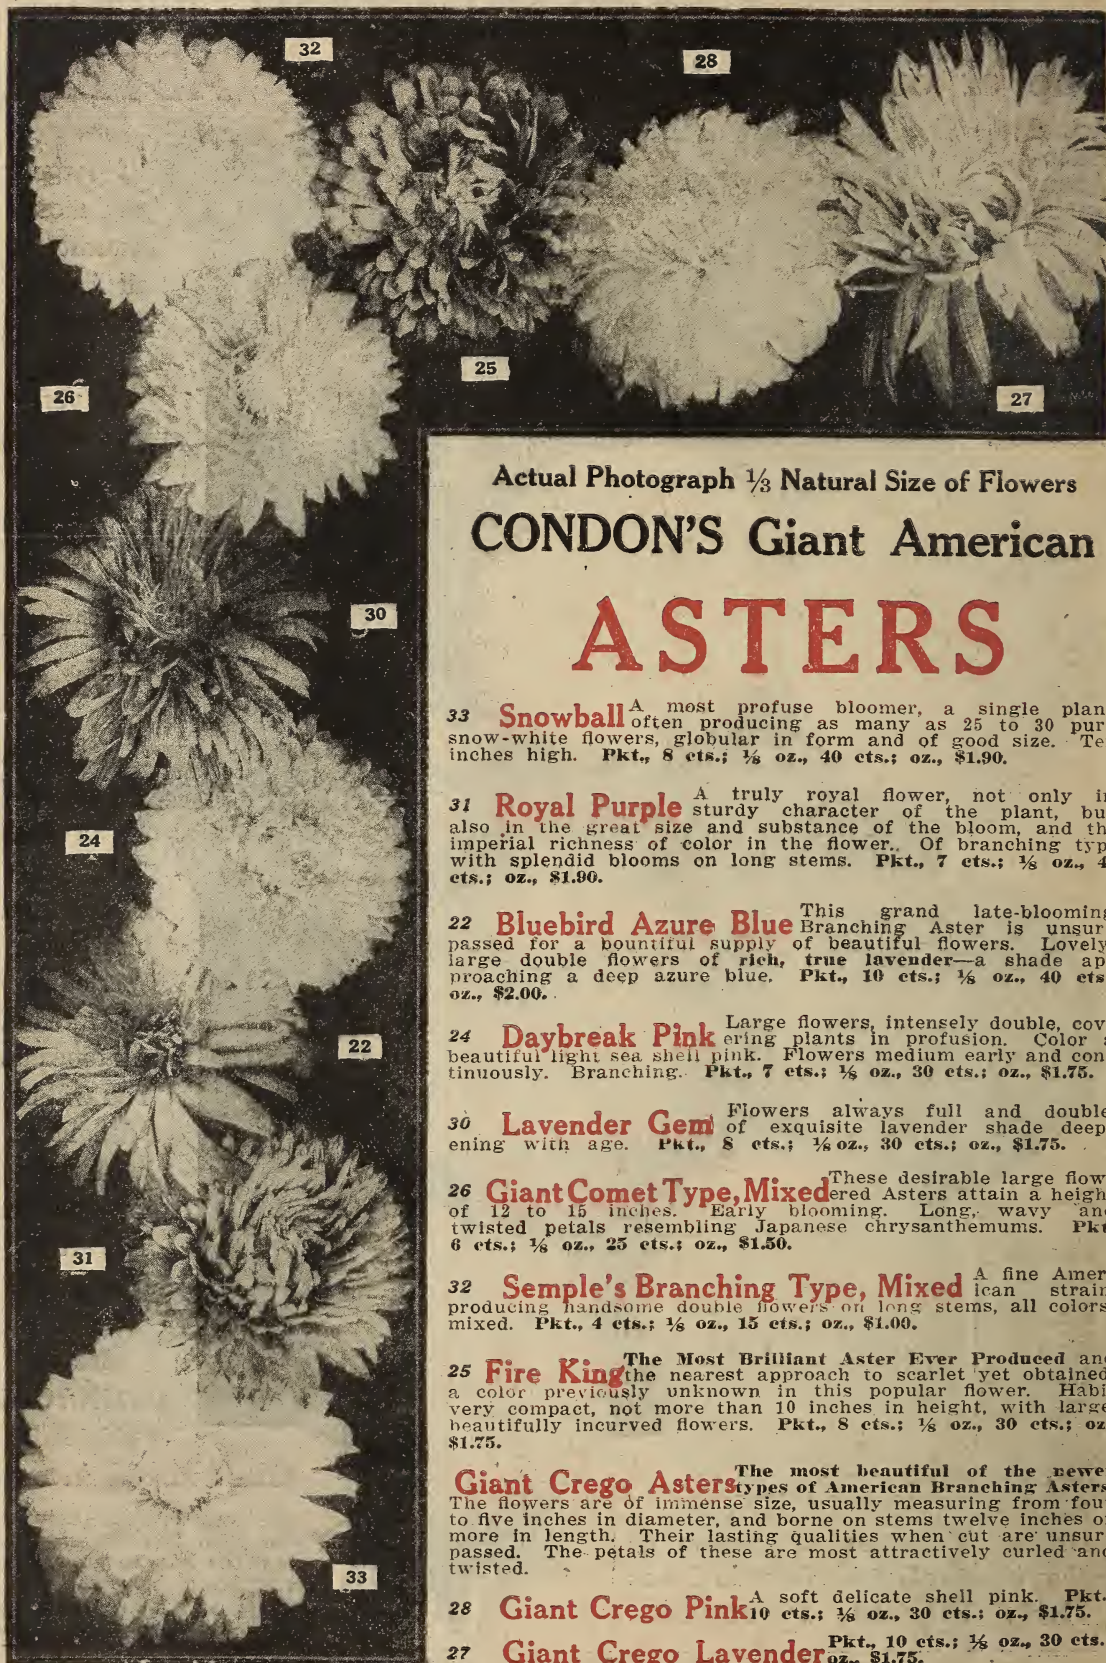 32
28
25
26
27
30
24
22
31
33
Actual Photograph ⅓ Natural Size of Flowers
CONDON'S Giant American
ASTERS
33 Snowball A most profuse bloomer, a single plan
often producing as many as 25 to 30 pur
snow-white flowers, globular in form and of good size. Te
inches high. Pkt., 8 cts.; ⅛ oz., 40 cts.; oz., $1.90.
31 Royal Purple A truly royal flower, not only i
sturdy character of the plant, bu
also in the great size and substance of the bloom, and th
imperial richness of color in the flower. Of branching typ
with splendid blooms on long stems. Pkt., 7 cts.; ⅛ oz., 4
cts.; oz., $1.90.
22 Bluebird Azure Blue This grand late-blooming
Branching Aster is unsur
passed for a bountiful supply of beautiful flowers. Lovely
large double flowers of rich, true lavender—a shade ap
proaching a deep azure blue. Pkt., 10 cts.; ⅛ oz., 40 cts
oz., $2.00.
24 Daybreak Pink Large flowers, intensely double, cov
ering plants in profusion. Color
beautiful light sea shell pink. Flowers medium early and con
tinuously. Branching. Pkt., 7 cts.; ⅛ oz., 30 cts.; oz., $1.75.
30 Lavender Gem Flowers always full and double
of exquisite lavender shade deep
ening with age. Pkt., 8 cts.; ⅛ oz., 30 cts.; oz., $1.75.
26 Giant Comet Type, Mixed These desirable large flow
ered Asters attain a heigh
of 12 to 15 inches. Early blooming. Long, wavy an
twisted petals resembling Japanese chrysanthemums. Pkt
6 cts.; ⅛ oz., 25 cts.; oz., $1.50.
32 Semple's Branching Type, Mixed A fine Amer
ican strain
producing handsome double flowers on long stems, all colors
mixed. Pkt., 4 cts.; ⅛ oz., 15 cts.; oz., $1.00.
25 Fire King The Most Brilliant Aster Ever Produced an
the nearest approach to scarlet yet obtained
a color previously unknown in this popular flower. Habi
very compact, not more than 10 inches in height, with large
beautifully incurved flowers. Pkt., 8 cts.; ⅛ oz., 30 cts.; oz
$1.75.
Giant Crego Asters The most beautiful of the newe
types of American Branching Asters
The flowers are of immense size, usually measuring from fou
to five inches in diameter, and borne on stems twelve inches o
more in length. Their lasting qualities when cut are unsur
passed. The petals of these are most attractively curled and
twisted.
28 Giant Crego Pink A soft delicate shell pink. Pkt.
10 cts.; ⅛ oz., 30 cts.; oz., $1.75.
27 Giant Crego Lavender Pkt., 10 cts.; ⅛ oz., 30 cts.
oz., $1.75.